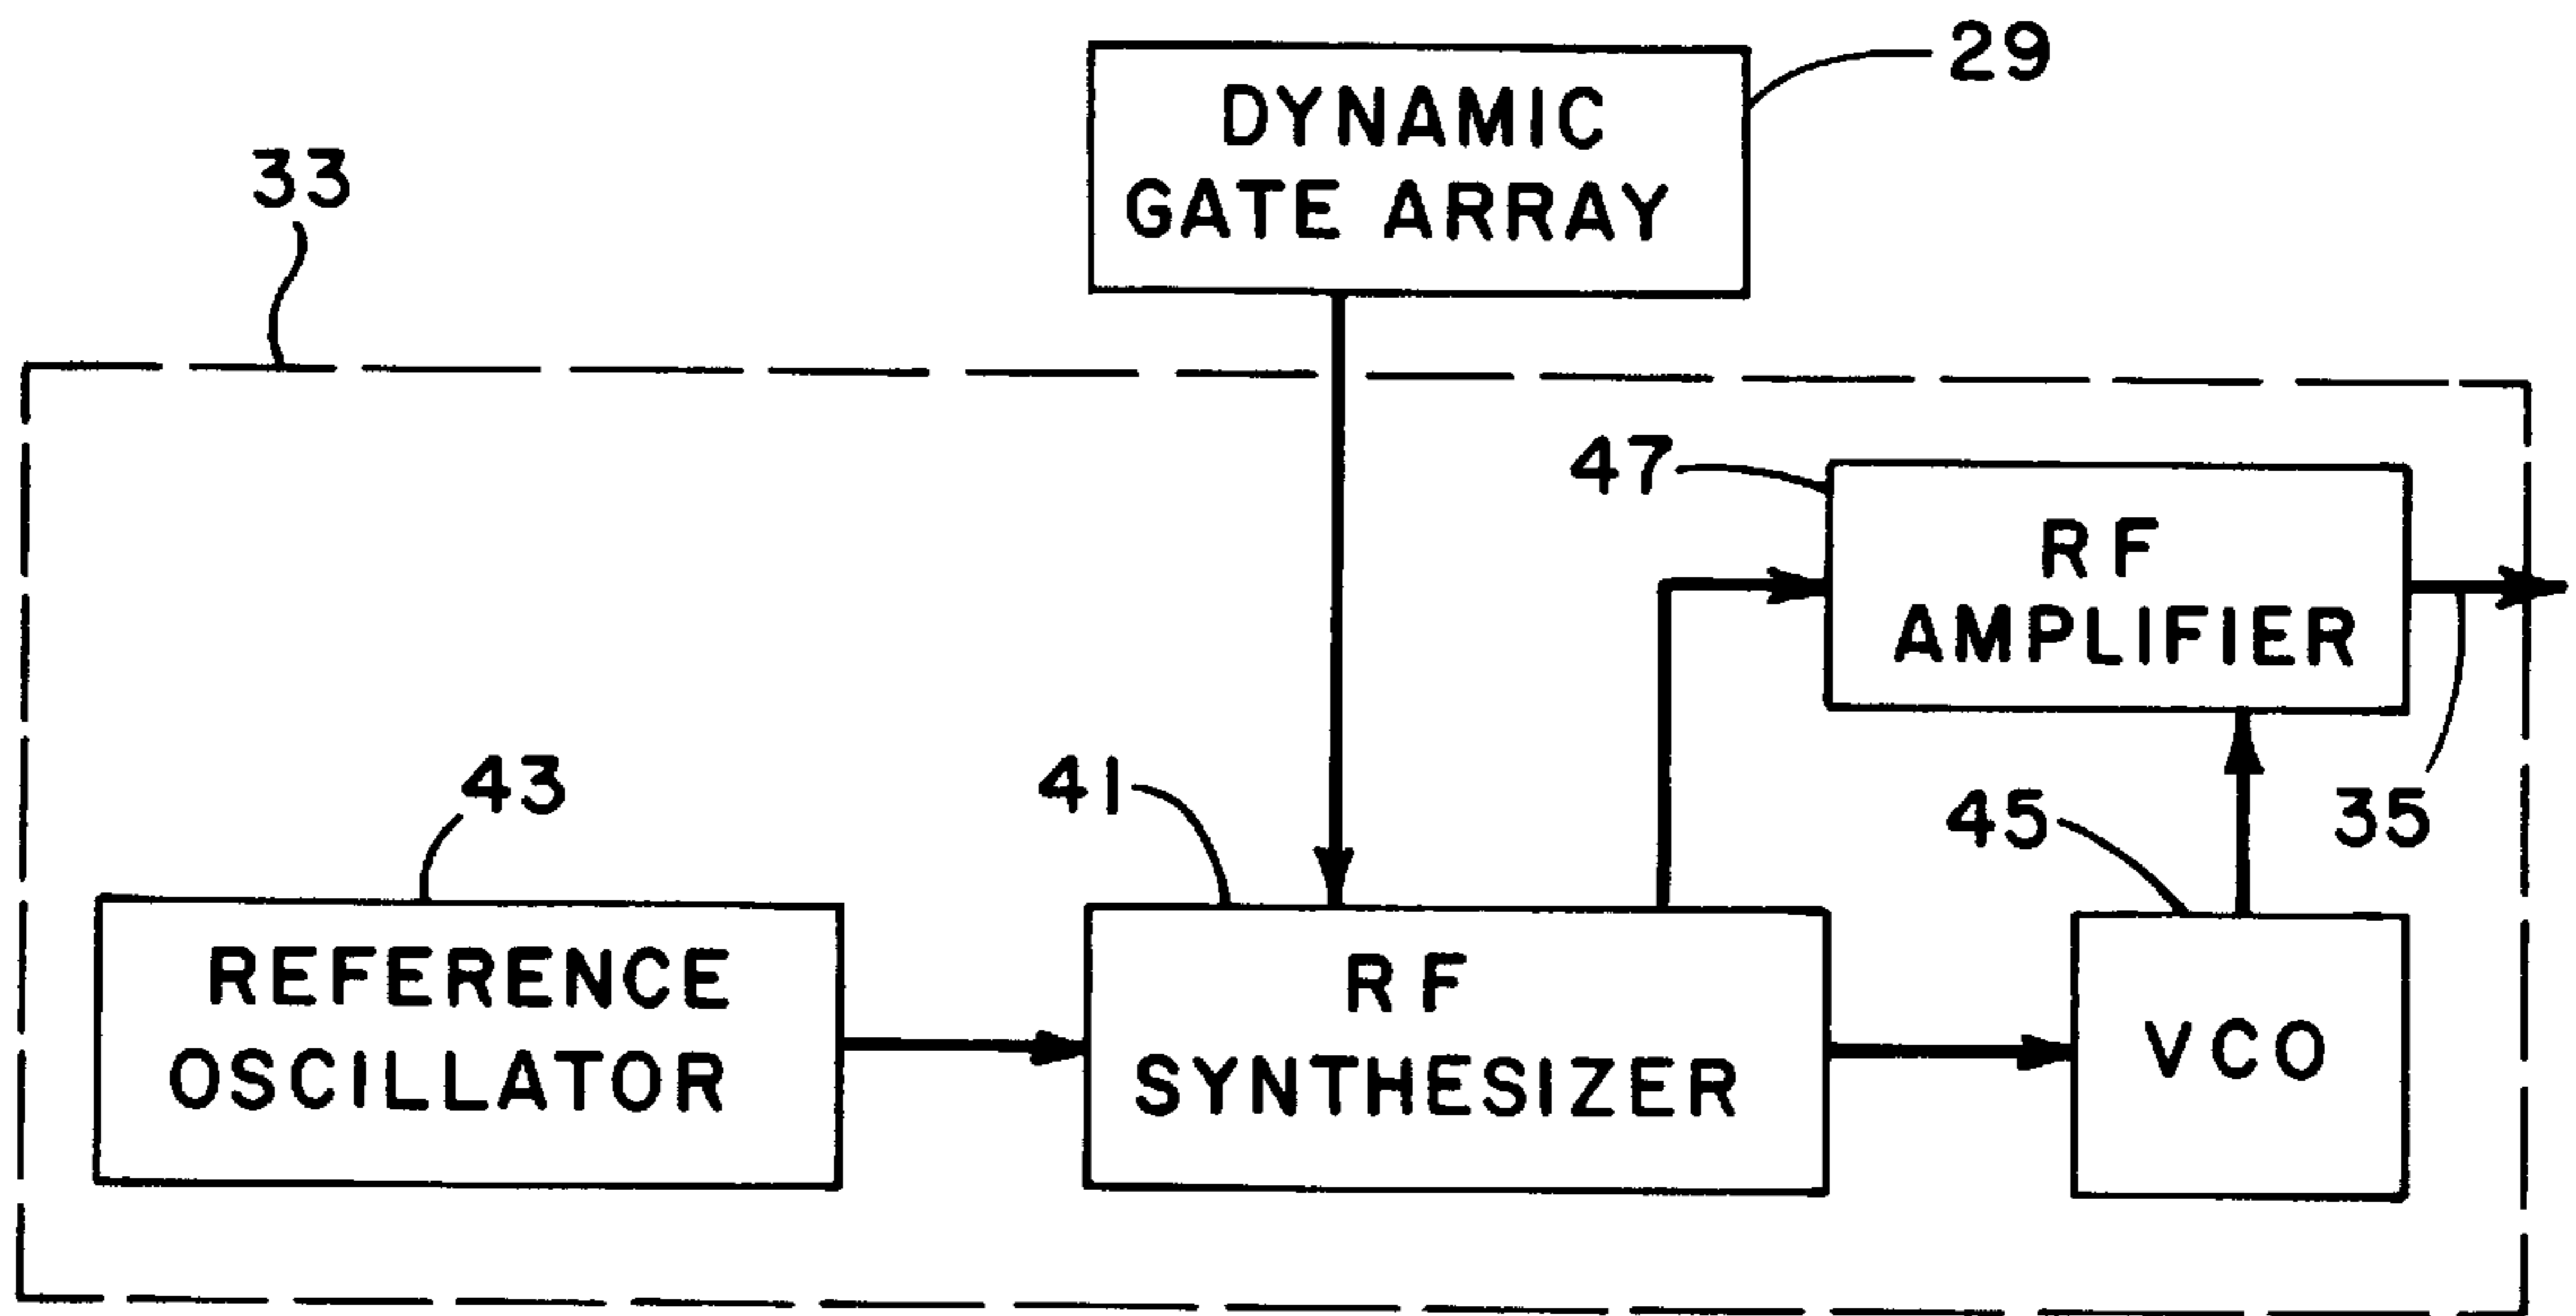 29
DYNAMIC
GATE ARRAY
33
47
RF
AMPLIFIER
43
41
45
35
REFERENCE
OSCILLATOR
RF
SYNTHESIZER
VCO